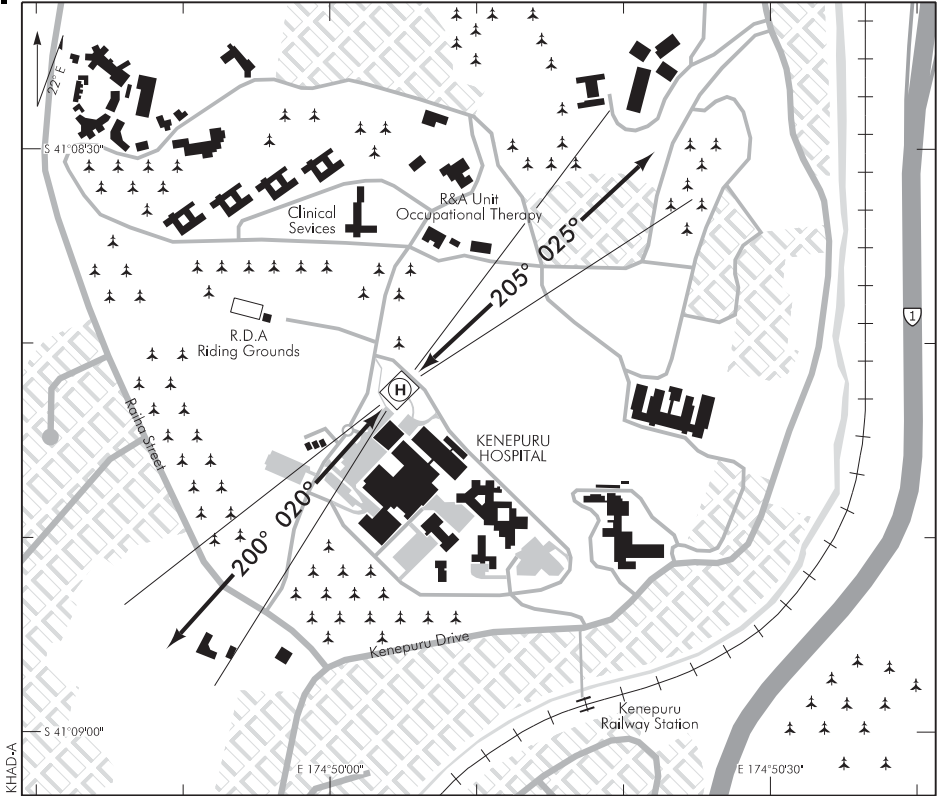 22° E
S 41°08'30"
Clinical
Sevices
R&A Unit
Occupational Therapy
205° 025°
1
R.D.A
Riding Grounds
H
Raiha Street
KENEPURU
HOSPITAL
200° 020°
Kenepuru Drive
Kenepuru
Railway Station
S 41°09'00"
E 174°50'00"
E 174°50'30"
KHAD-A